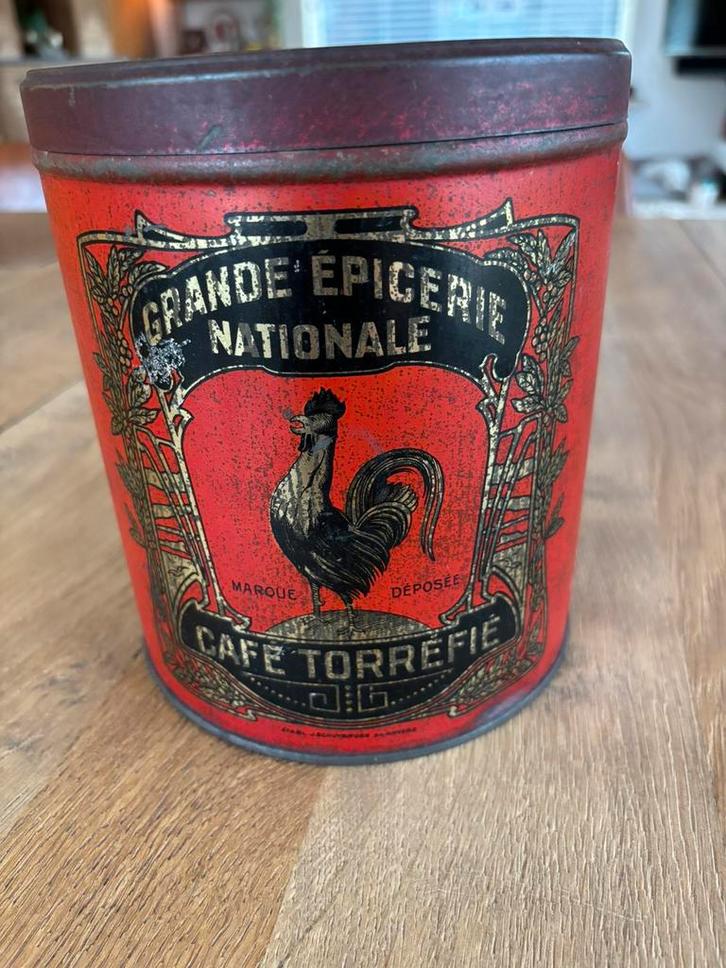 GRANDE ÉPICERIE
NATIONALE
MARQUE DÉPOSÉE
CAFÉ TORRÉFIÉ